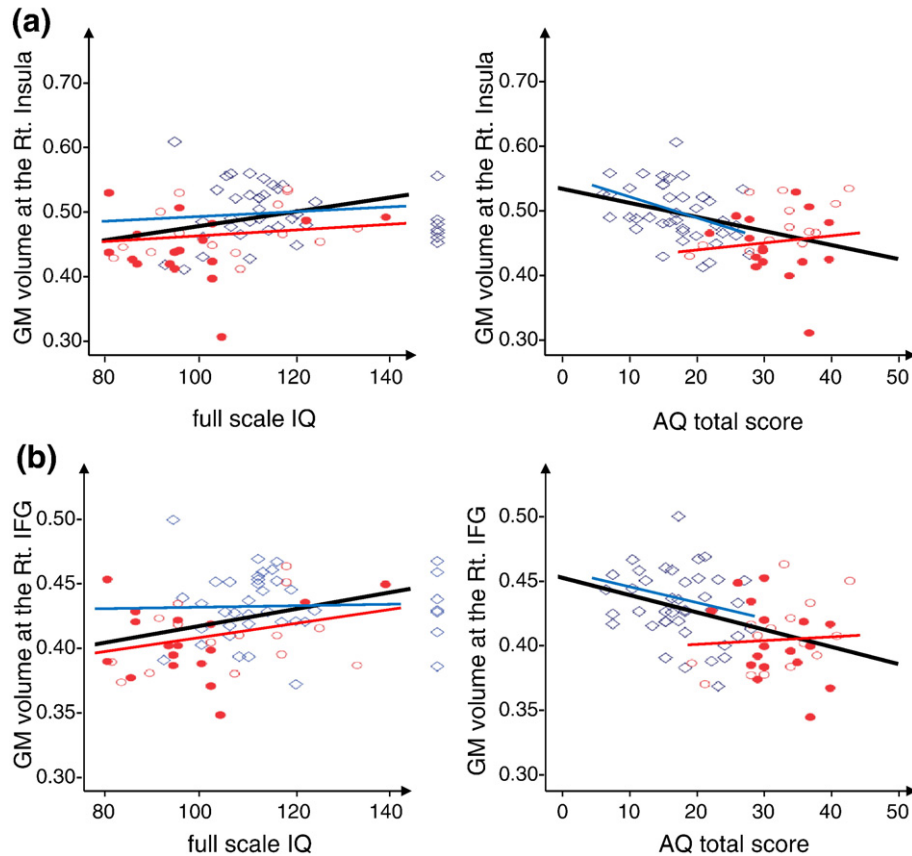 (a)
GM volume at the Rt. Insula
0.70
0.60
0.50
0.40
0.30
80 100 120 140
full scale IQ
GM volume at the Rt. Insula
0.70
0.60
0.50
0.40
0.30
0 10 20 30 40 50
AQ total score
(b)
GM volume at the Rt. IFG
0.50
0.45
0.40
0.35
0.30
80 100 120 140
full scale IQ
GM volume at the Rt. IFG
0.50
0.45
0.40
0.35
0.30
0 10 20 30 40 50
AQ total score